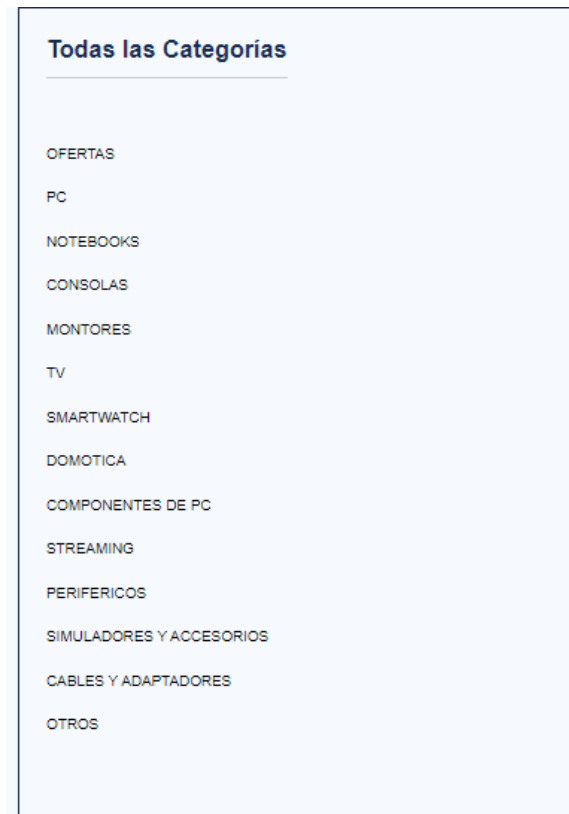 Todas las Categorías
OFERTAS
PC
NOTEBOOKS
CONSOLAS
MONTORES
TV
SMARTWATCH
DOMOTICA
COMPONENTES DE PC
STREAMING
PERIFERICOS
SIMULADORES Y ACCESORIOS
CABLES Y ADAPTADORES
OTROS